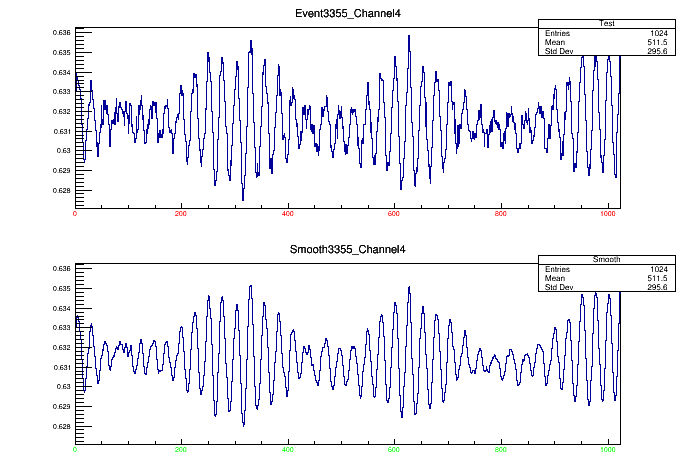 Event3355_Channel4
Test
Entries 1024
Mean 511.5
Std Dev 295.6
0.636
0.635
0.634
0.633
0.632
0.631
0.63
0.629
0.628
0 200 400 600 800 1000
Smooth3355_Channel4
Smooth
Entries 1024
Mean 511.5
Std Dev 295.6
0.636
0.635
0.634
0.633
0.632
0.631
0.63
0.629
0.628
0 200 400 600 800 1000